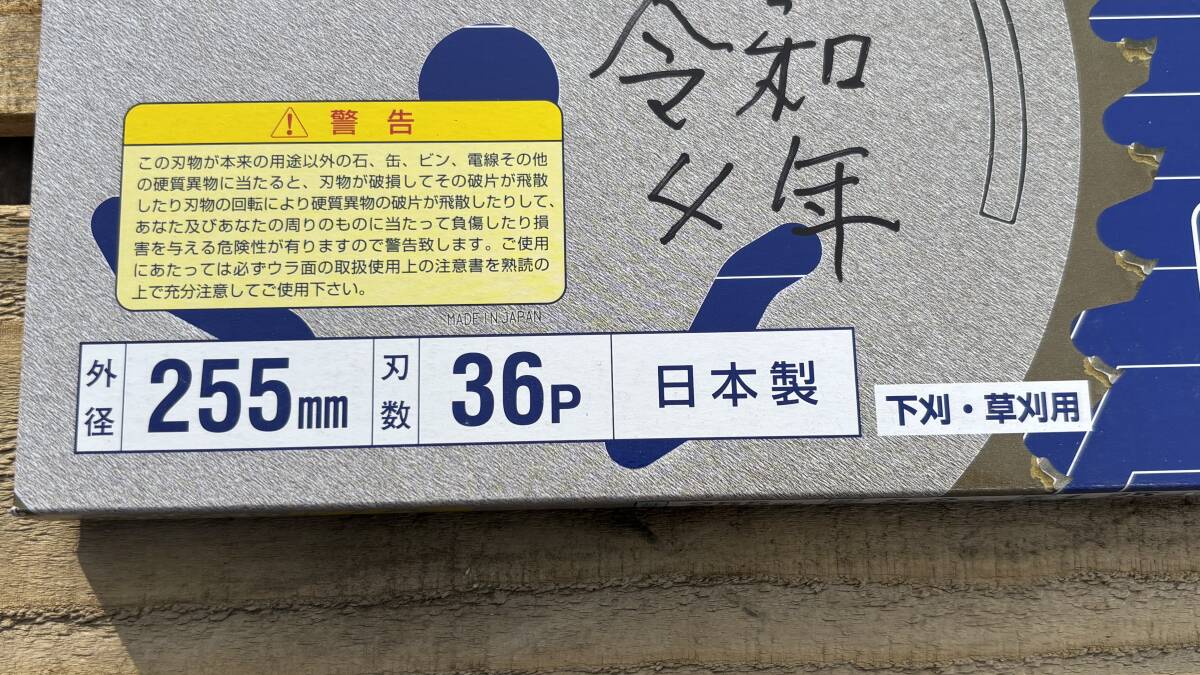 令和
メ年
警告
この刃物が本来の用途以外の石、缶、ビン、電線その他
の硬質異物に当たると、刃物が破損してその破片が飛散
したり刃物の回転により硬質異物の破片が飛散したりして、
あなた及びあなたの周りのものに当たって負傷したり損
害を与える危険性が有りますので警告致します。ご使用
にあたっては必ずウラ面の取扱使用上の注意書を熟読の
上で充分注意してご使用下さい。
MADE IN JAPAN
外径 255mm 刃数 36P 日本製
下刈・草刈用